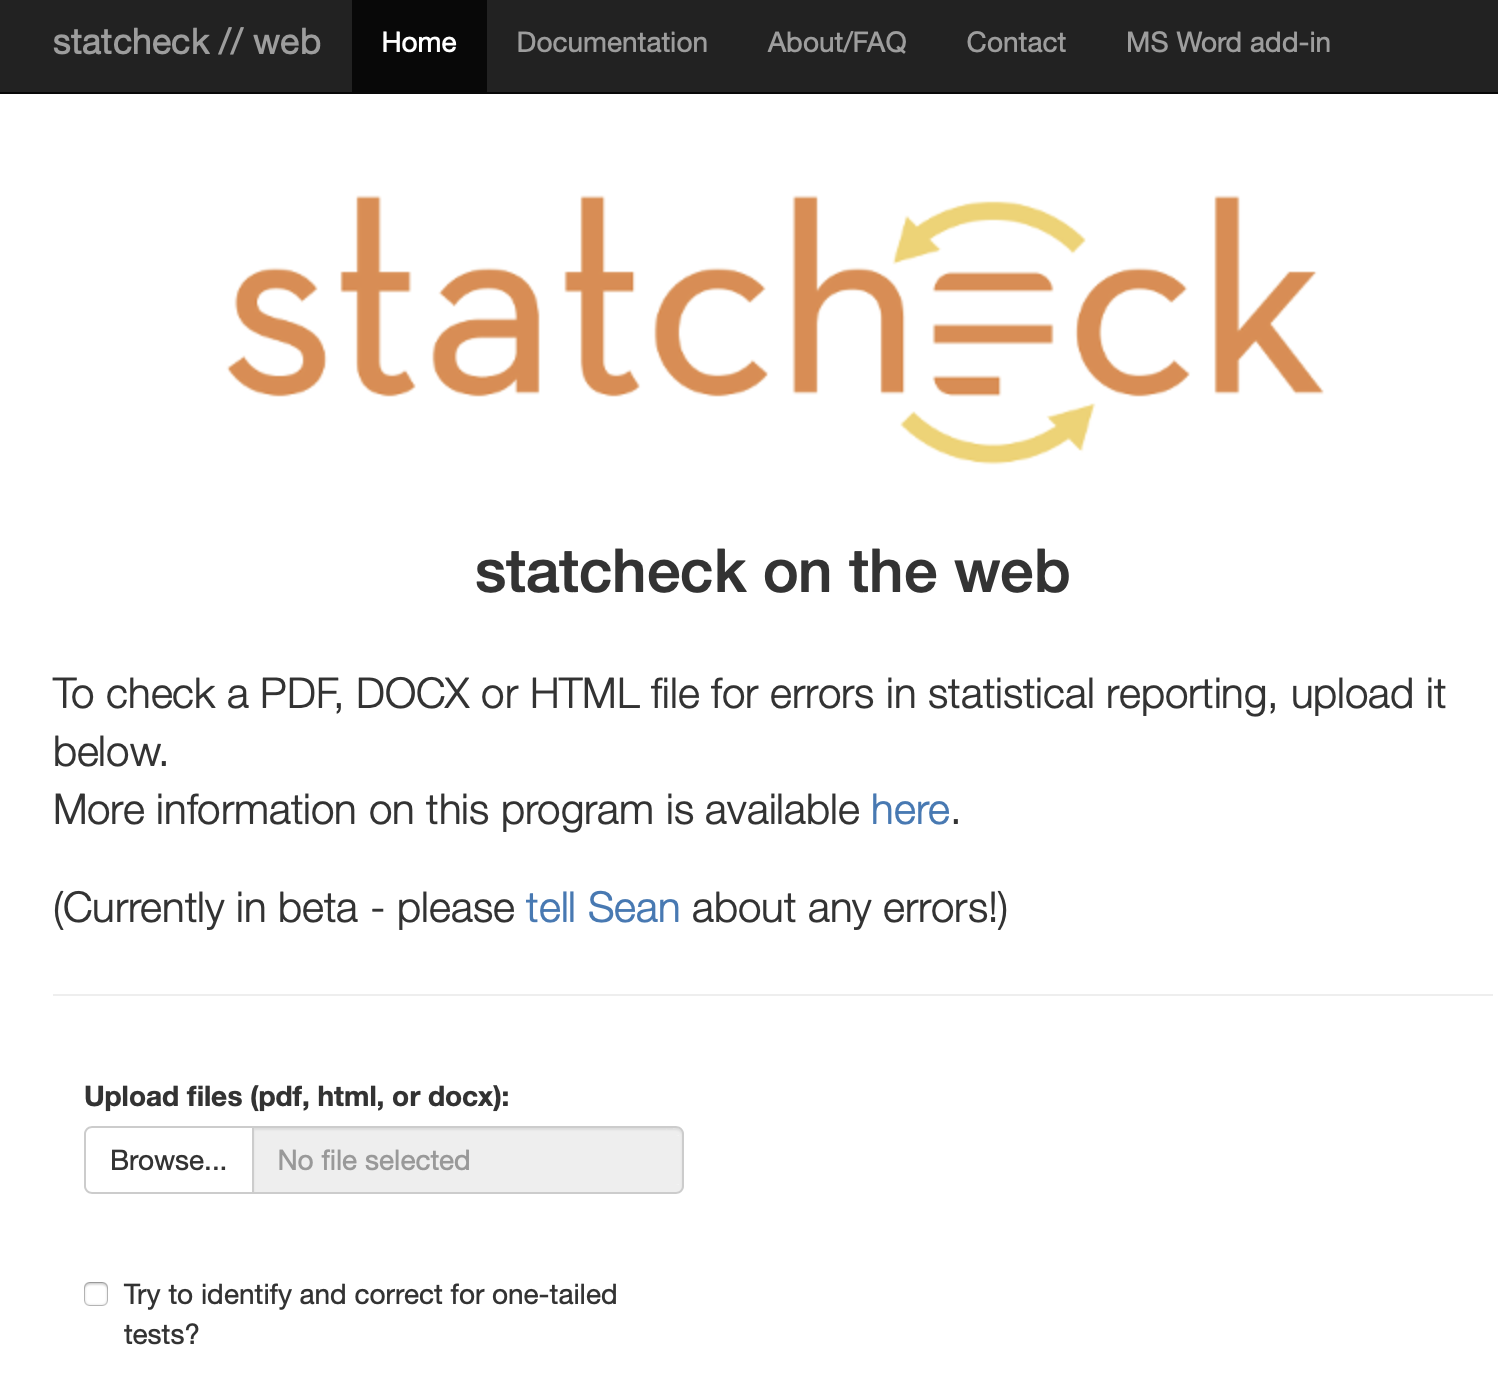 statcheck // web Home Documentation About/FAQ Contact MS Word add-in
statcheck
statcheck on the web
To check a PDF, DOCX or HTML file for errors in statistical reporting, upload it
below.
More information on this program is available here.
(Currently in beta - please tell Sean about any errors!)
Upload files (pdf, html, or docx):
Browse... No file selected
Try to identify and correct for one-tailed
tests?